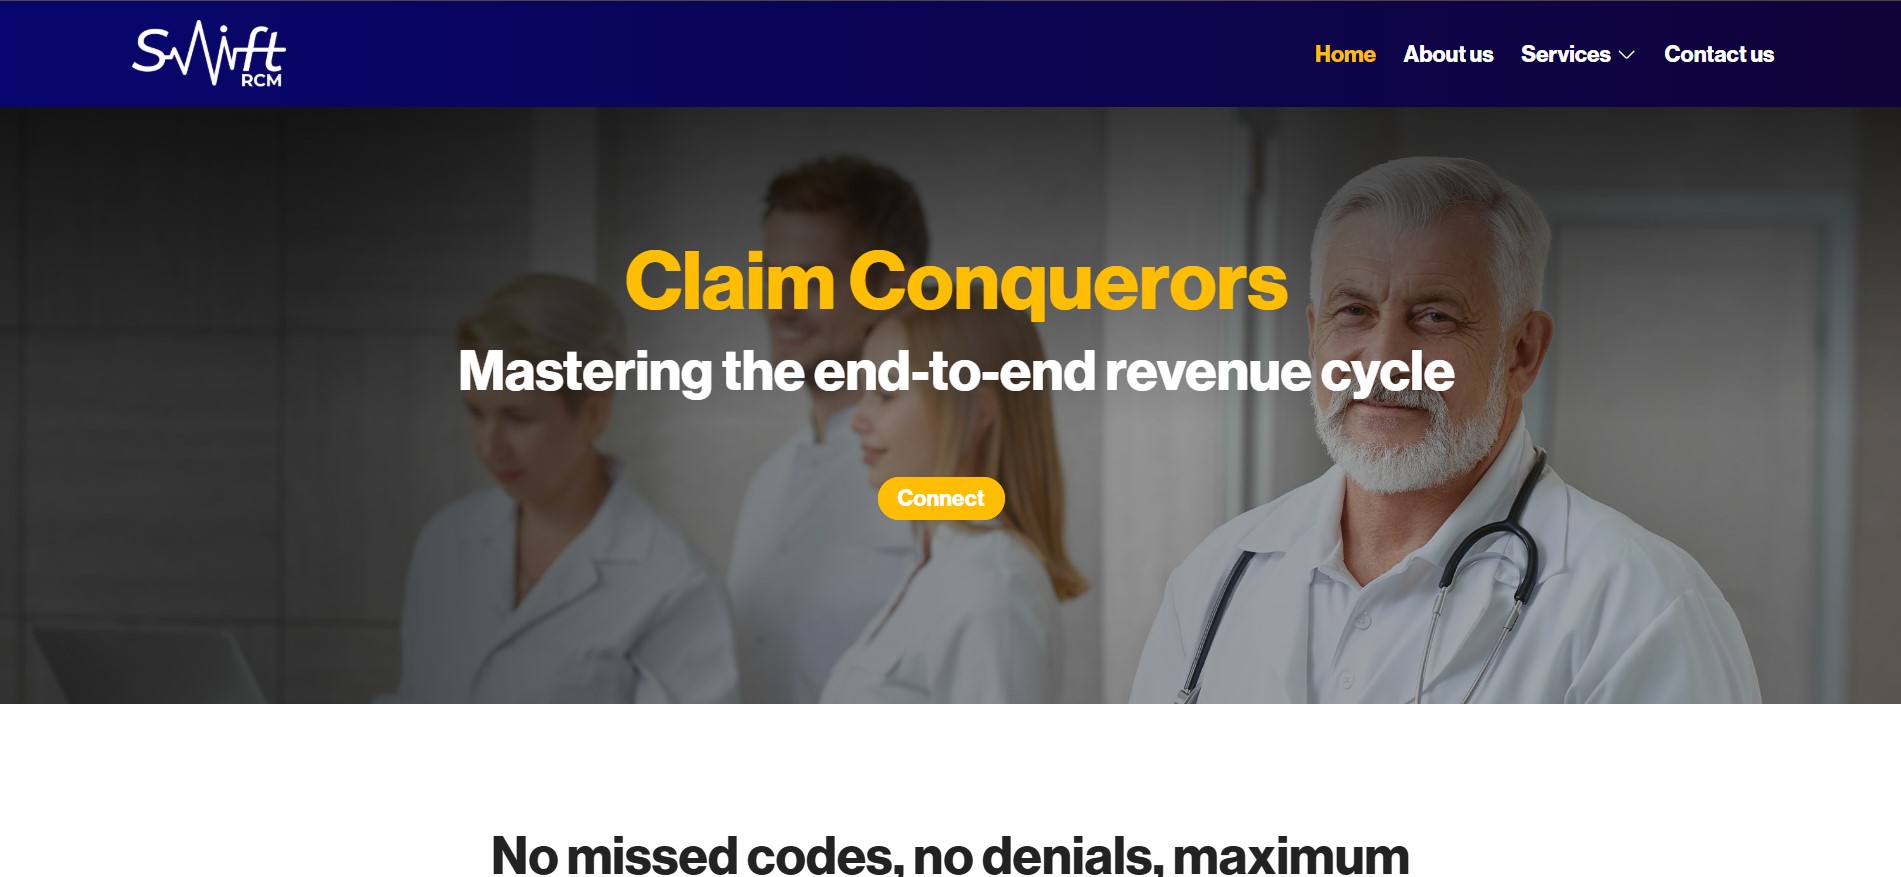 Swift
RCM
Home
About us
Services
Contact us
Claim Conquerors
Mastering the end-to-end revenue cycle
Connect
No missed codes, no denials, maximum